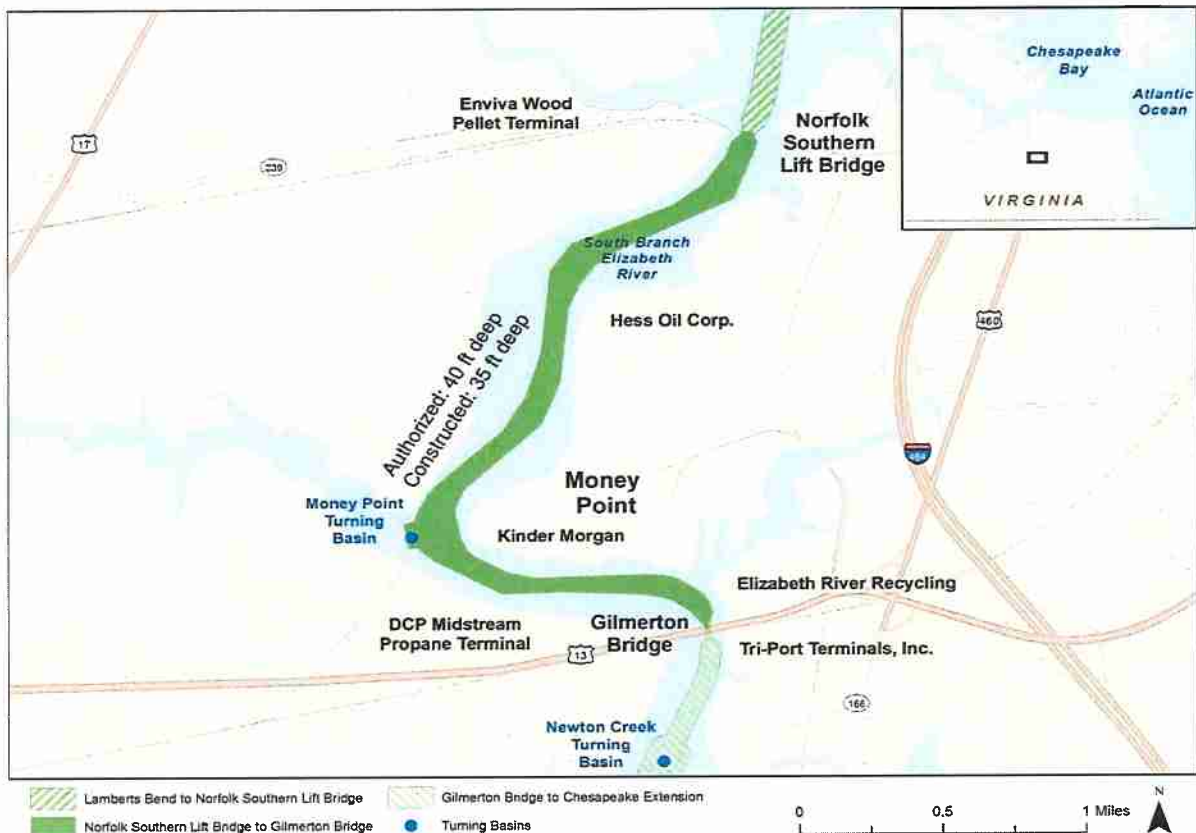 Chesapeake
Bay
Atlantic
Ocean
VIRGINIA
Enviva Wood
Pellet Terminal
Norfolk
Southern
Lift Bridge
17
South Branch
Elizabeth
River
Hess Oil Corp.
460
Authorized: 40 ft deep
Constructed: 35 ft deep
464
Money
Point
Money Point
Turning
Basin
Kinder Morgan
Elizabeth River Recycling
DCP Midstream
Propane Terminal
Gilmerton
Bridge
13
Tri-Port Terminals, Inc.
166
Newton Creek
Turning
Basin
Lamberts Bend to Norfolk Southern Lift Bridge
Gilmerton Bridge to Chesapeake Extension
Norfolk Southern Lift Bridge to Gilmerton Bridge
Turning Basins
0 0.5 1 Miles
N